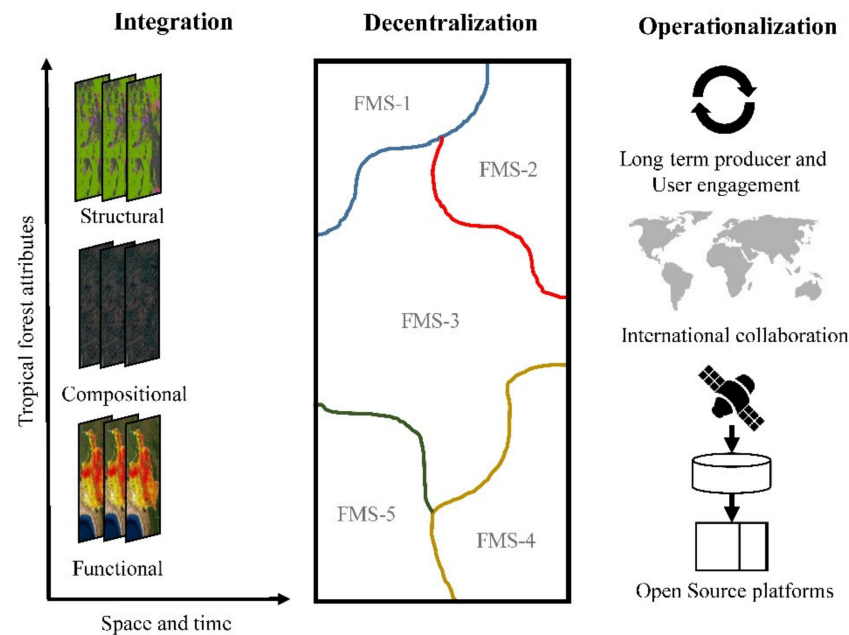 Integration
Tropical forest attributes
Structural
Compositional
Functional
Space and time
Decentralization
FMS-1
FMS-2
FMS-3
FMS-5
FMS-4
Operationalization
Long term producer and
User engagement
International collaboration
Open Source platforms